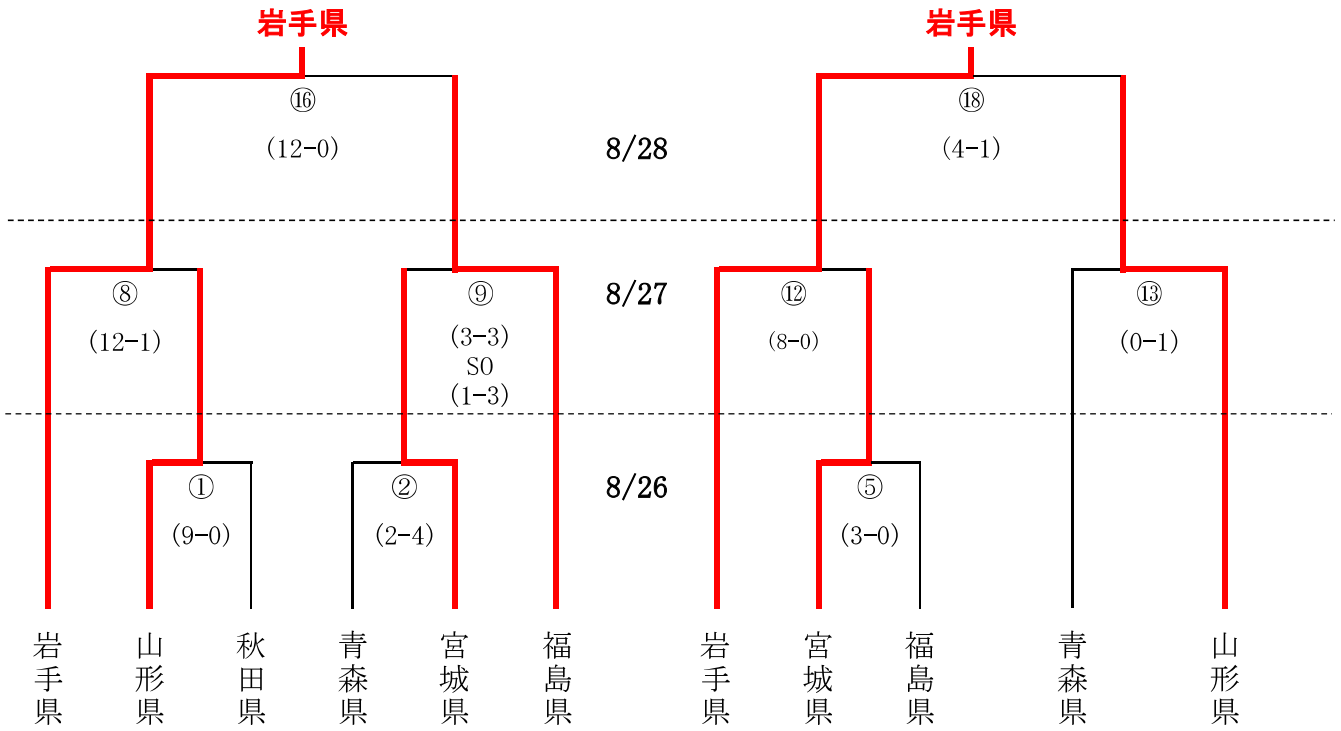 岩手県
岩手県
⑯
⑱
(12-0)
8/28
(4-1)
⑧
⑨
8/27
⑫
⑬
(12-1)
(3-3)
SO
(1-3)
(8-0)
(0-1)
①
②
8/26
⑤
(9-0)
(2-4)
(3-0)
岩手県
山形県
秋田県
青森県
宮城県
福島県
岩手県
宮城県
福島県
青森県
山形県